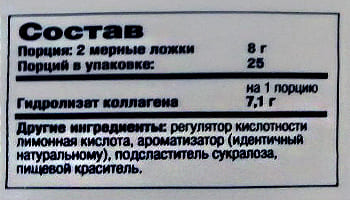 Состав
Порция: 2 мерные ложки 8 г
Порций в упаковке: 25
на 1 порцию
Гидролизат коллагена 7,1 г
Другие ингредиенты: регулятор кислотности
лимонная кислота, ароматизатор (идентичный
натуральному), подсластитель сукралоза,
пищевой краситель.